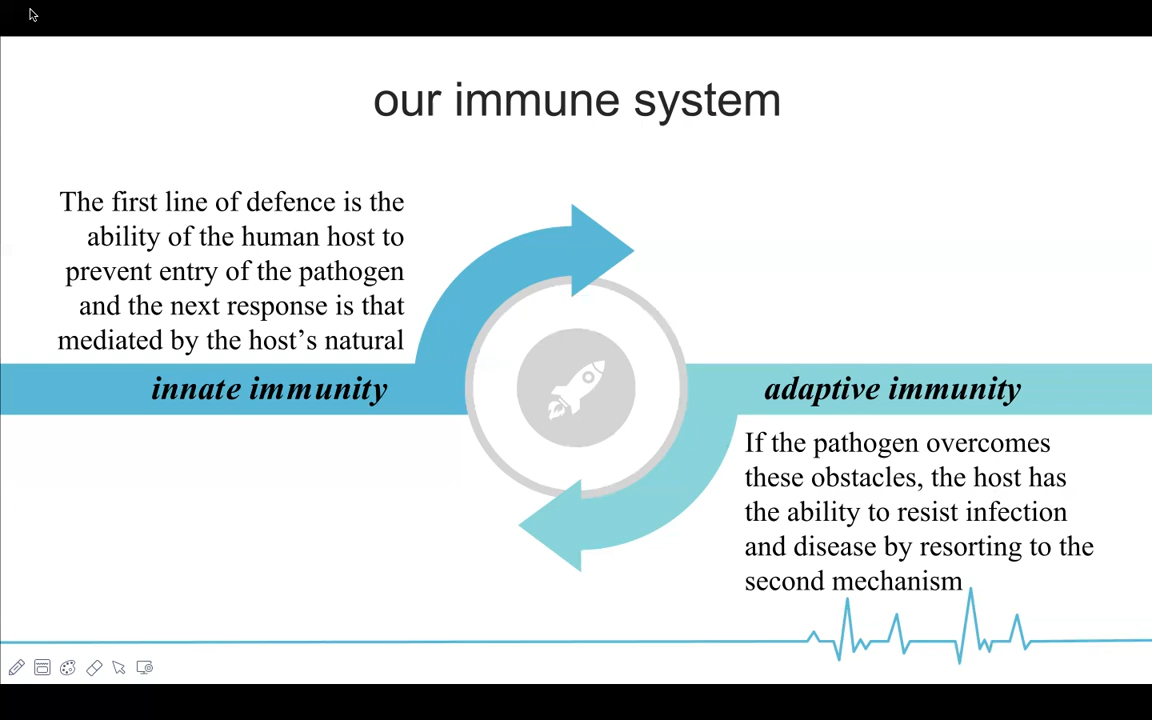 our immune system
The first line of defence is the
ability of the human host to
prevent entry of the pathogen
and the next response is that
mediated by the host’s natural
innate immunity
adaptive immunity
If the pathogen overcomes
these obstacles, the host has
the ability to resist infection
and disease by resorting to the
second mechanism